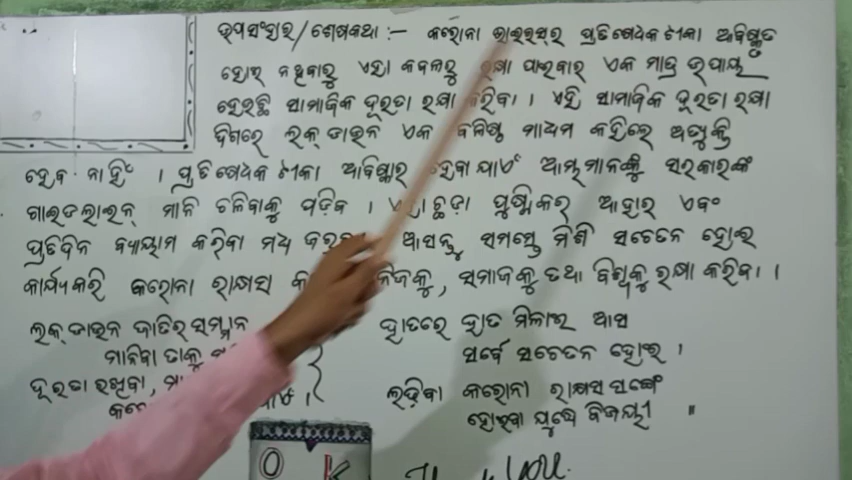 ଉପସଂହାର/ଶେଷକଥା :- କରୋନା ଭାଇରସ୍‌ର ପ୍ରତିଷେଧକ ଟୀକା ଆବିଷ୍କୃତ
ହୋଇ ନଥିବାରୁ ଏହା କବଳରୁ ରକ୍ଷା ପାଇବାର ଏକ ମାତ୍ର ଉପାୟ
ହେଉଛି ସାମାଜିକ ଦୂରତା ରକ୍ଷା କରିବା । ଏହି ସାମାଜିକ ଦୂରତା ରକ୍ଷା
ଦିଗରେ ଲକ୍ ଡାଉନ ଏକ ବଳିଷ୍ଠ ମାଧ୍ୟମ କହିଲେ ଅତ୍ୟୁକ୍ତି
ହେବ ନାହିଁ । ପ୍ରତିଷେଧକ ଟୀକା ଆବିଷ୍କାର ହେବା ଯାଏଁ ଆମ୍ଭମାନଙ୍କୁ ସରକାରଙ୍କ
ଗାଇଡଲାଇନ୍ ମାନି ଚଳିବାକୁ ପଡ଼ିବ । ଏହାଛଡ଼ା ପୁଷ୍ଟିକର ଆହାର ଏବଂ
ପ୍ରତିଦିନ ବ୍ୟାୟାମ କରିବା ମଧ୍ୟ ଆସନ୍ତୁ ସମସ୍ତେ ମିଶି ସଚେତନ ହୋଇ
କାର୍ଯ୍ୟକରି କରୋନା ରାକ୍ଷସ ନିଜକୁ, ସମାଜକୁ ତଥା ବିଶ୍ୱକୁ ରକ୍ଷା କରିବା ।
ଲକ୍ ଡାଉନ ଜାତିର ସମ୍ମାନ
ମାନିବା ତାକୁ
ଦୂରତା ରଖିବା,
ହାତରେ ହାତ ମିଳାଇ ଆସ
ସର୍ବେ ସଚେତନ ହୋଇ ।
ଲଢ଼ିବା କରୋନା ରାକ୍ଷସ ସଙ୍ଗେ
ହୋଇବା ଯୁଦ୍ଧେ ବିଜୟୀ ॥
O K